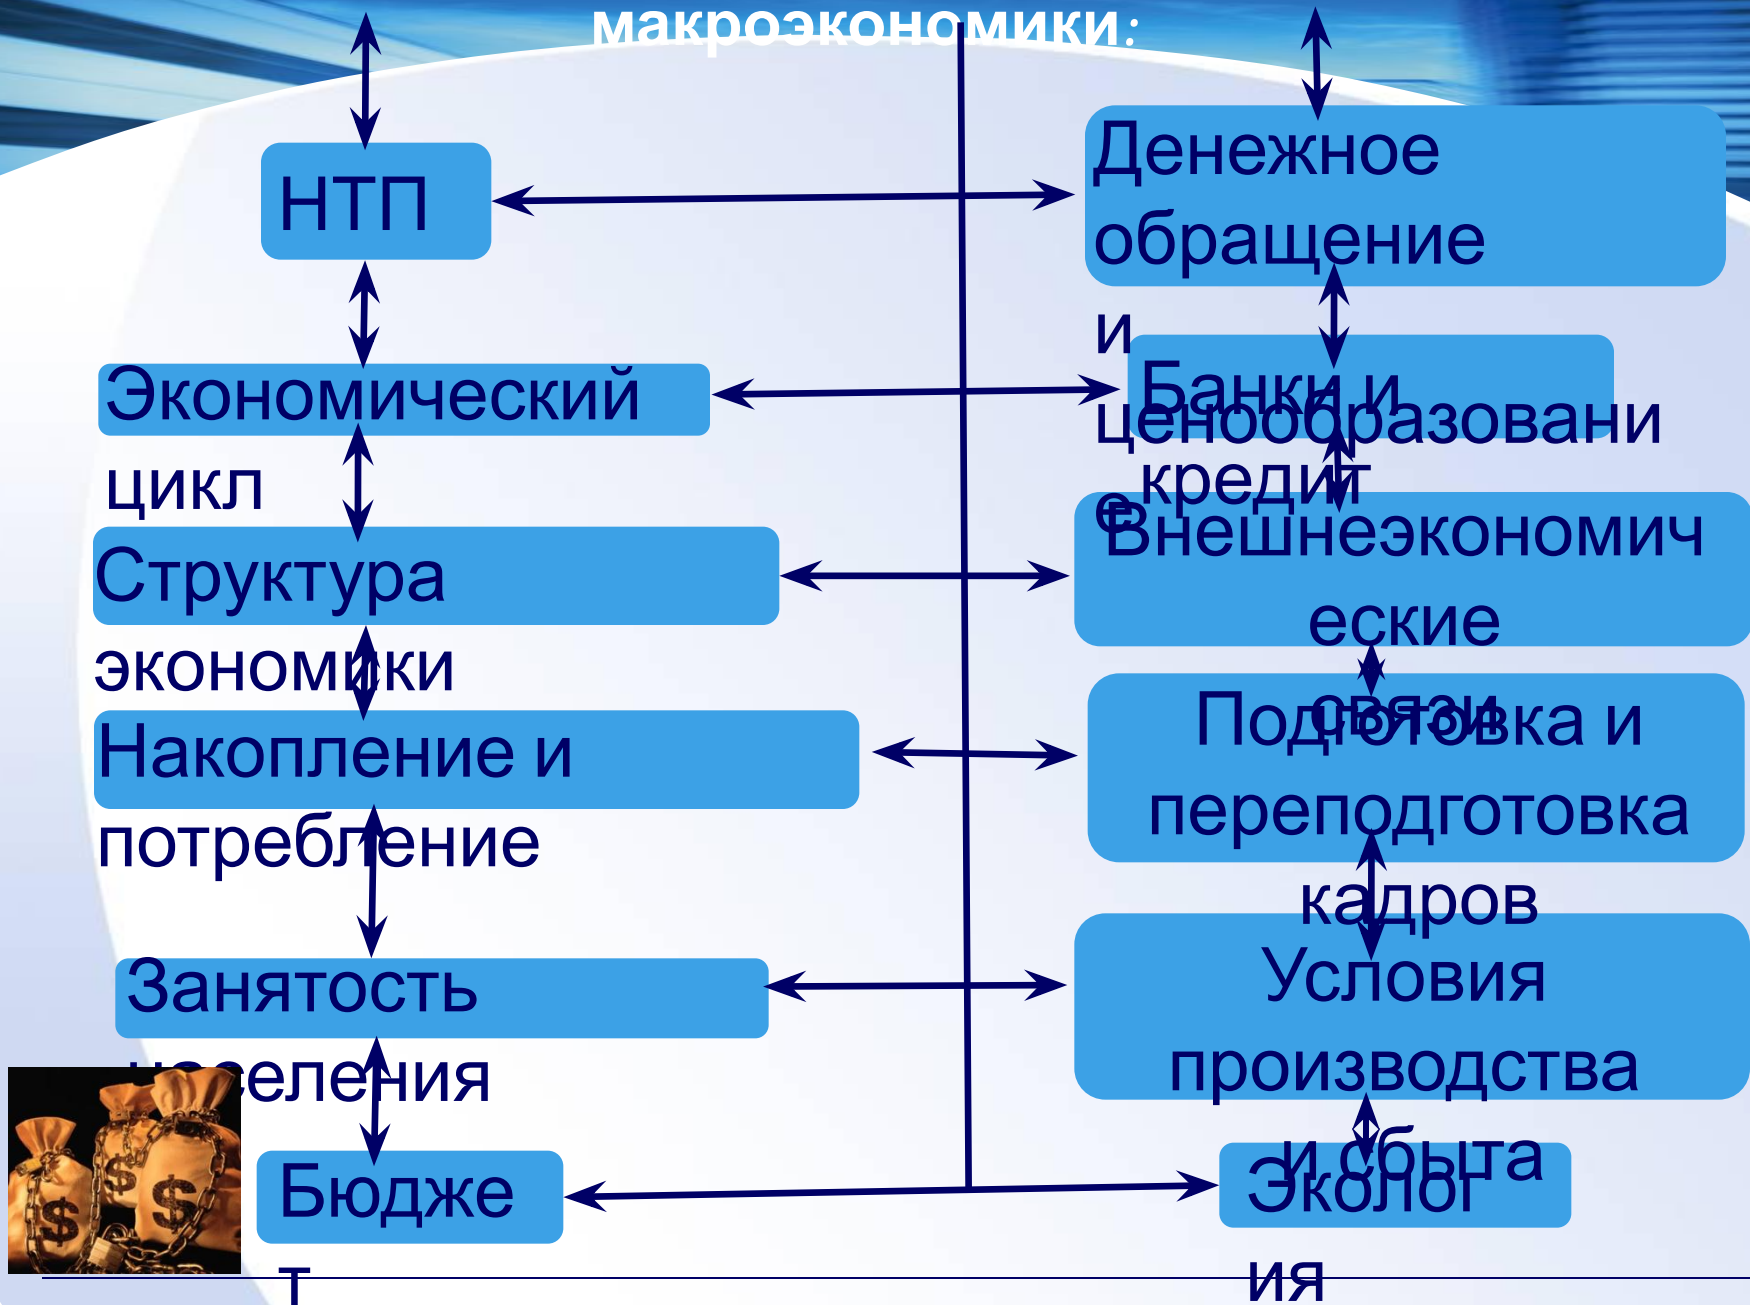 макроэкономики:
НТП
Экономический
цикл
Структура
экономики
Накопление и
потребление
Занятость
населения
Бюдже
т
Денежное
обращение
и
ценообразовани
е
Банки и
кредит
Внешнеэкономич
еские
связи
Подготовка и
переподготовка
кадров
Условия
производства
и сбыта
Эколог
ия
$
$
$